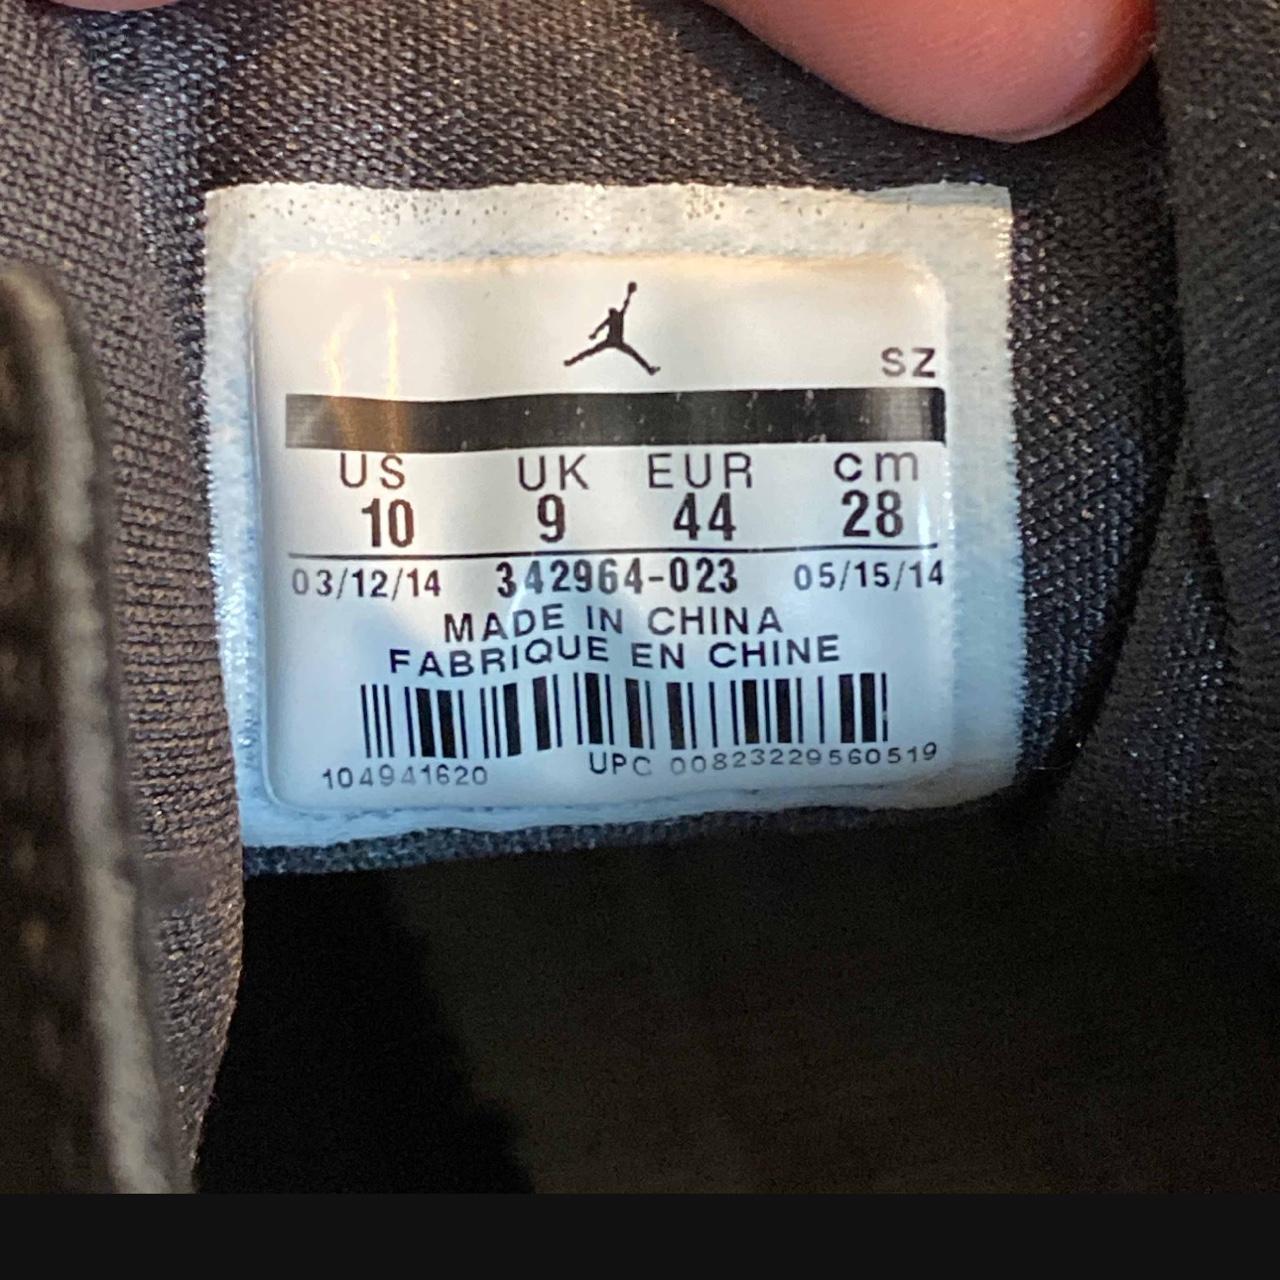 SZ
US UK EUR cm
10 9 44 28
03/12/14 342964-023 05/15/14
MADE IN CHINA
FABRIQUE EN CHINE
104941620 UPC 00823229560519